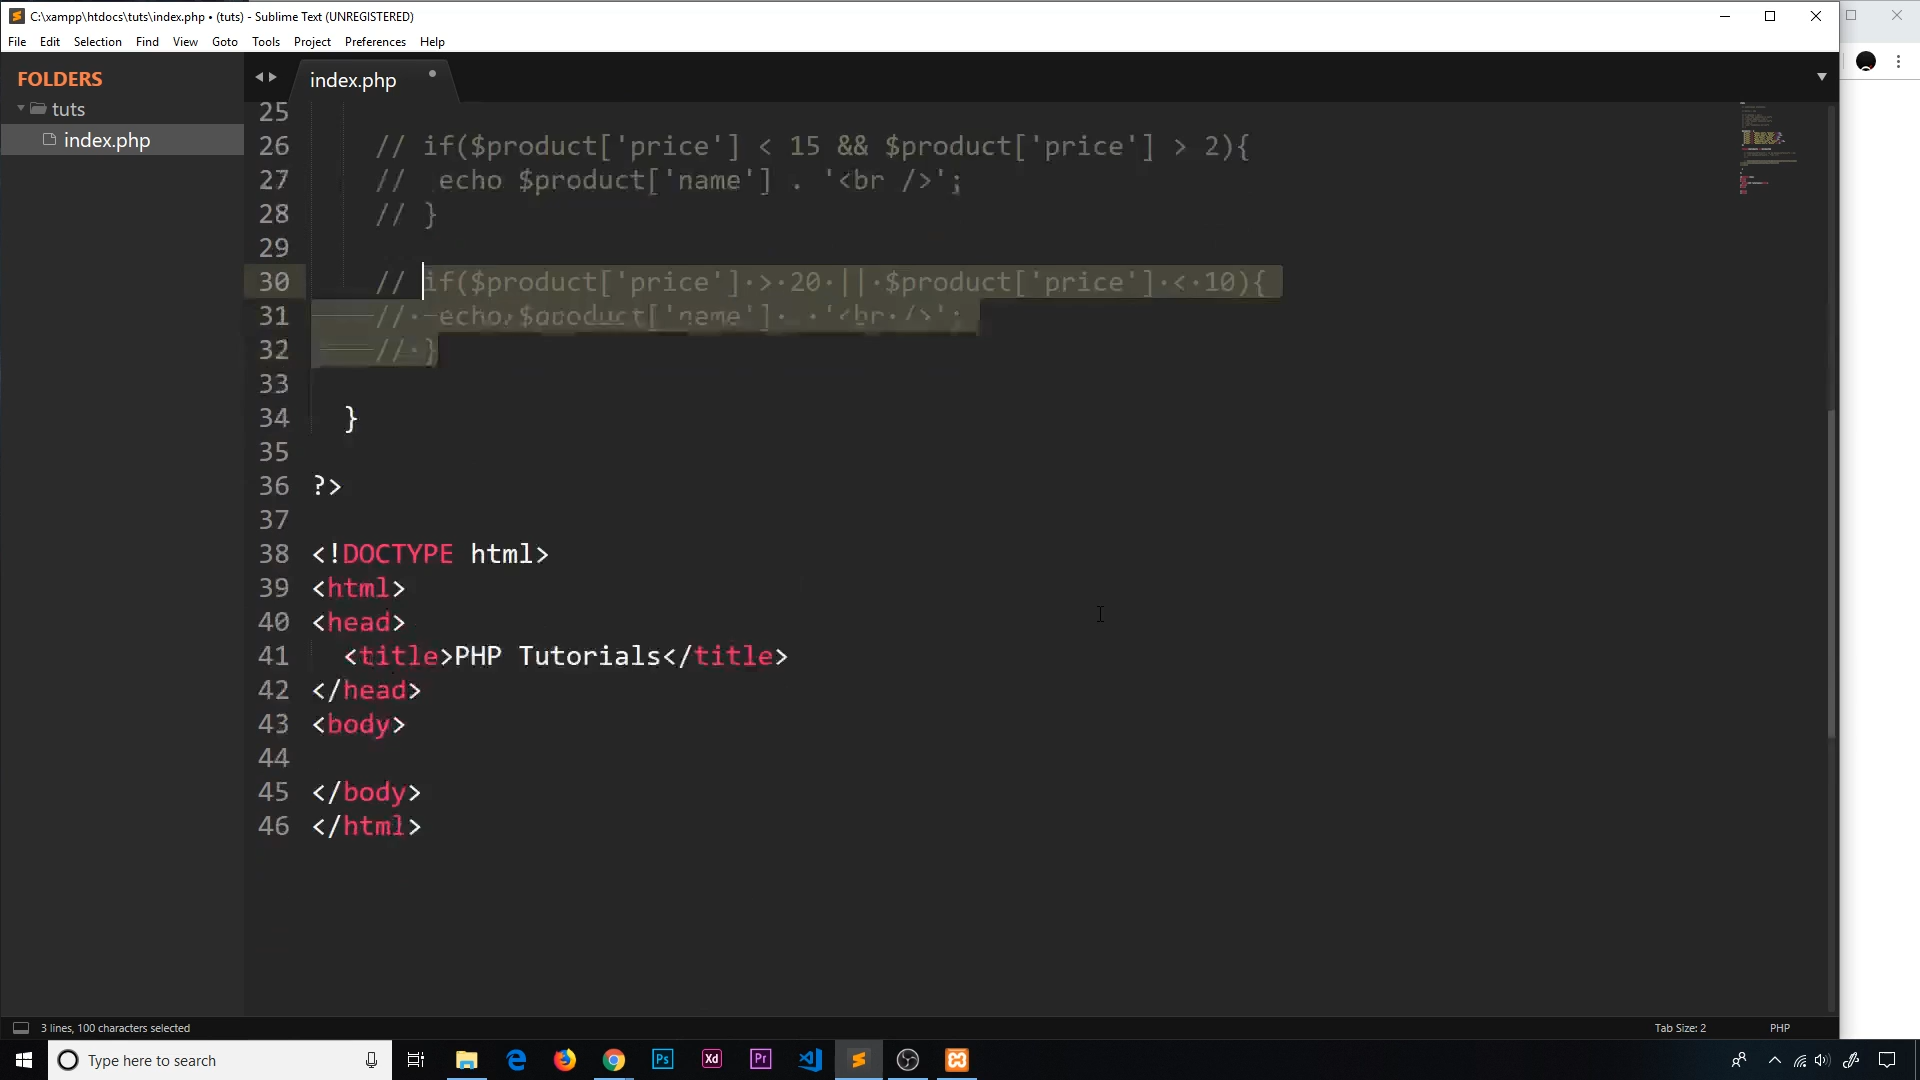 C:\xampp\htdocs\tuts\index.php • (tuts) - Sublime Text (UNREGISTERED)
File Edit Selection Find View Goto Tools Project Preferences Help
FOLDERS
tuts
index.php
index.php
25
26 // if($product['price'] < 15 && $product['price'] > 2){
27 // echo $product['name'] . '<br />';
28 // }
29
30 // if($product['price'] > 20 || $product['price'] < 10){
31 // echo $product['name'] . '<br />';
32 // }
33
34 }
35
36 ?>
37
38 <!DOCTYPE html>
39 <html>
40 <head>
41 <title>PHP Tutorials</title>
42 </head>
43 <body>
44
45 </body>
46 </html>
3 lines, 100 characters selected
Tab Size: 2 PHP
Type here to search
Ps Xd Pr